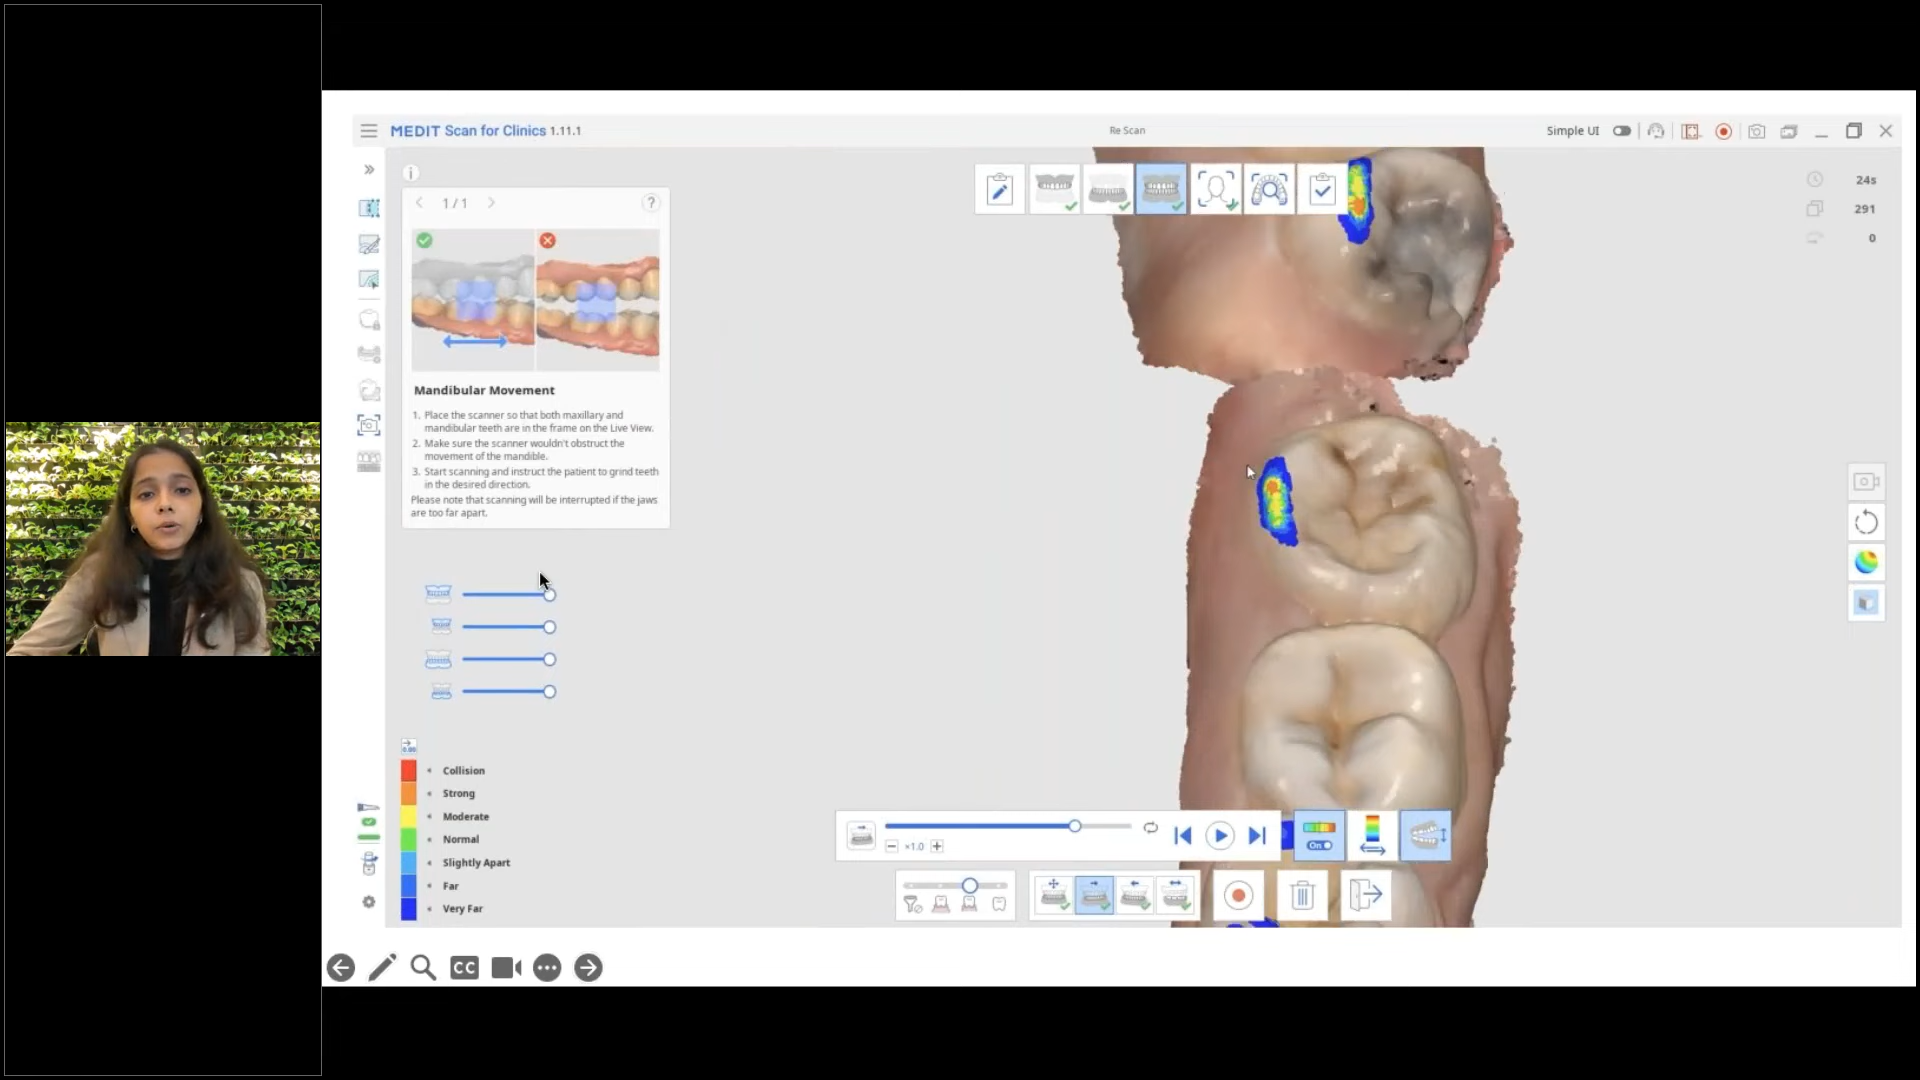 MEDIT Scan for Clinics 1.11.1
Re Scan
Simple UI
1 / 1
?
24s
291
0
Mandibular Movement
1. Place the scanner so that both maxillary and
mandibular teeth are in the frame on the Live View.
2. Make sure the scanner wouldn't obstruct the
movement of the mandible.
3. Start scanning and instruct the patient to grind teeth
in the desired direction.
Please note that scanning will be interrupted if the jaws
are too far apart.
0.00
Collision
Strong
Moderate
Normal
Slightly Apart
Far
Very Far
×1.0
On
CC